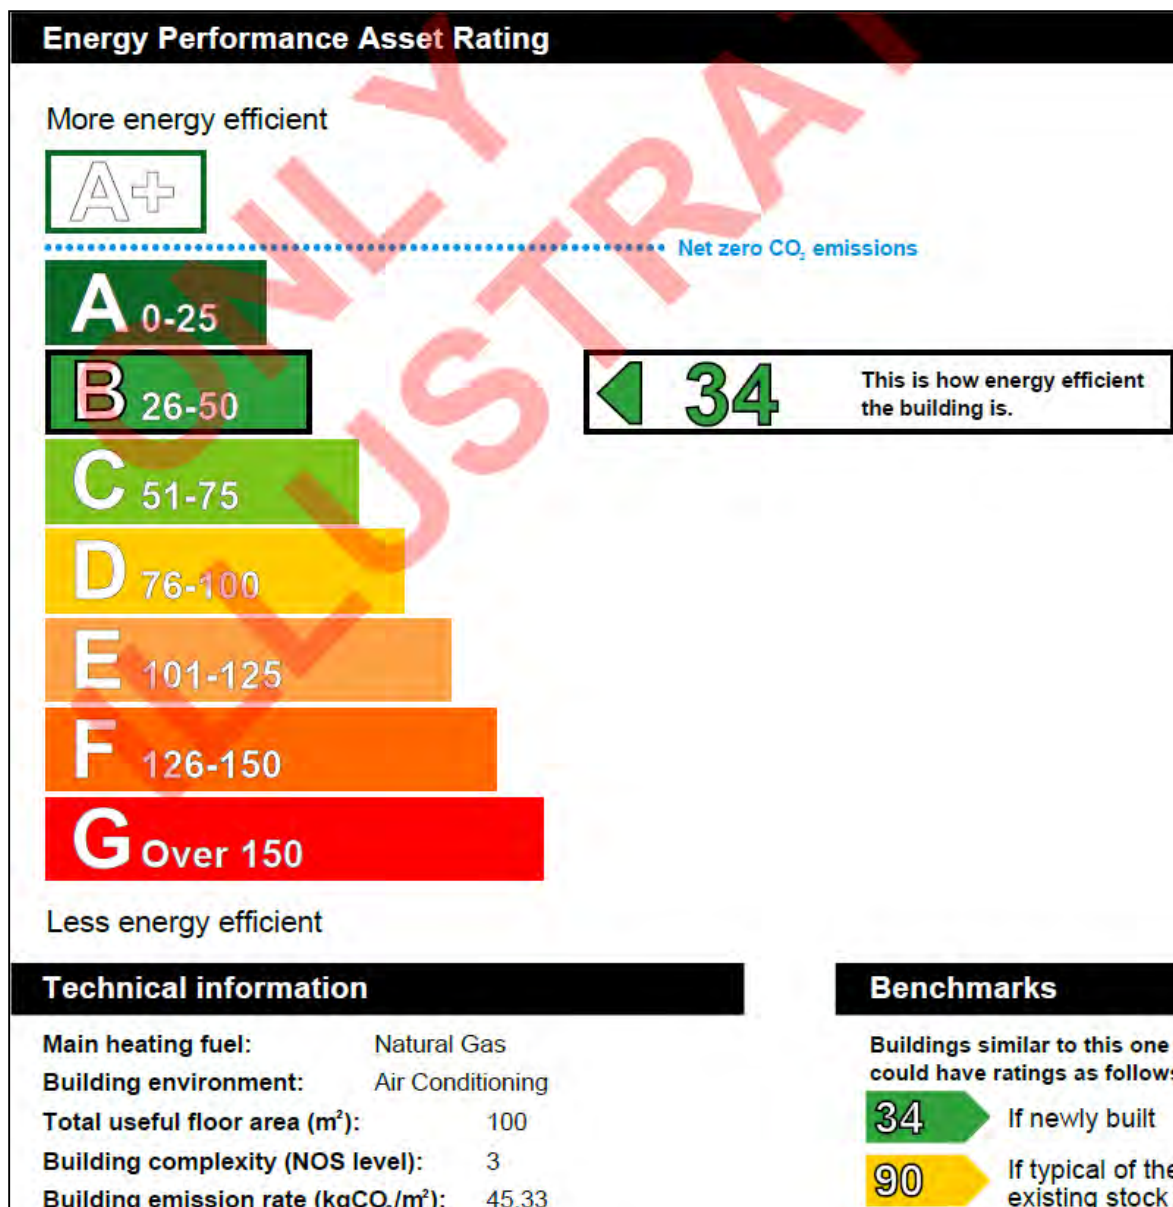 Energy Performance Asset Rating
More energy efficient
A+
Net zero CO₂ emissions
A 0-25
B 26-50
34 This is how energy efficient
the building is.
C 51-75
D 76-100
E 101-125
F 126-150
G Over 150
Less energy efficient
Technical information
Main heating fuel: Natural Gas
Building environment: Air Conditioning
Total useful floor area (m²): 100
Building complexity (NOS level): 3
Building emission rate (kgCO₂/m²): 45.33
Benchmarks
Buildings similar to this one
could have ratings as follows
34 If newly built
90 If typical of the
existing stock
ONLY
ILLUSTRAT